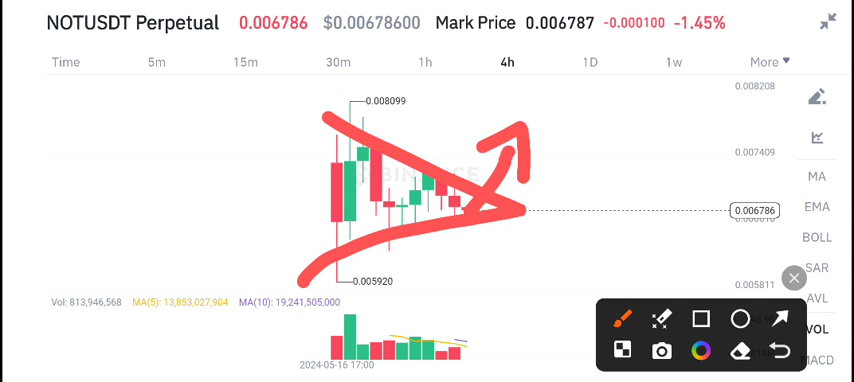 NOTUSDT Perpetual 0.006786 $0.00678600 Mark Price 0.006787 -0.000100 -1.45%
Time 5m 15m 30m 1h 4h 1D 1w More
0.008208
0.008099
0.007409
BINANCE
MA
EMA
0.006786
BOLL
SAR
0.005920
0.005811
AVL
Vol: 813,946,568 MA(5): 13,853,027,904 MA(10): 19,241,505,000
VOL
MACD
2024-05-16 17:00